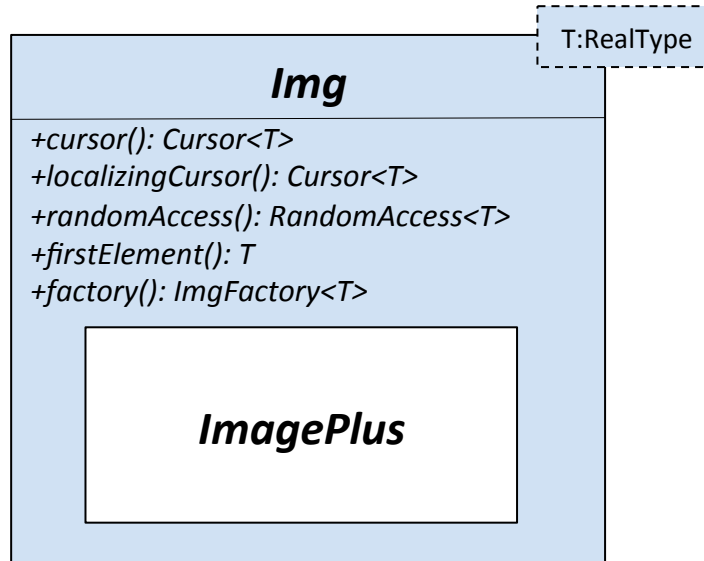 T:RealType
Img
+cursor(): Cursor<T>
+localizingCursor(): Cursor<T>
+randomAccess(): RandomAccess<T>
+firstElement(): T
+factory(): ImgFactory<T>
ImagePlus